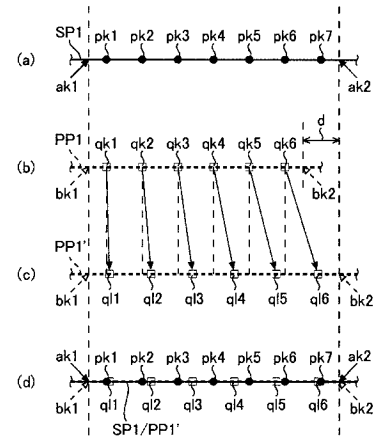 SP1 pk1 pk2 pk3 pk4 pk5 pk6 pk7
(a)
ak1 ak2
PP1 qk1 qk2 qk3 qk4 qk5 qk6 d
(b)
bk1 bk2
PP1'
(c)
bk1 ql1 ql2 ql3 ql4 ql5 ql6 bk2
ak1 pk1 pk2 pk3 pk4 pk5 pk6 pk7 ak2
(d)
bk1 ql1 ql2 ql3 ql4 ql5 ql6 bk2
SP1/PP1'